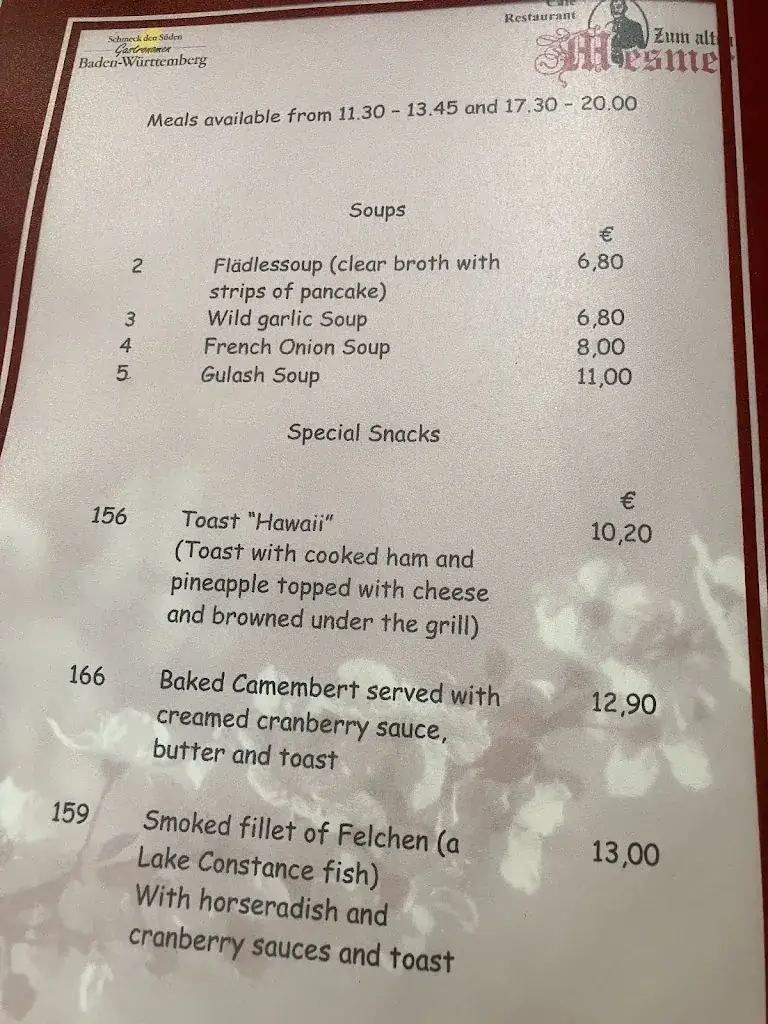 Schmeck den Süden
Gastronomen
Baden-Württemberg
Café
Restaurant
Zum alten
Mesmer
Meals available from 11.30 - 13.45 and 17.30 - 20.00
Soups
€
2 Flädlessoup (clear broth with 6,80
strips of pancake)
3 Wild garlic Soup 6,80
4 French Onion Soup 8,00
5 Gulash Soup 11,00
Special Snacks
€
156 Toast "Hawaii" 10,20
(Toast with cooked ham and
pineapple topped with cheese
and browned under the grill)
166 Baked Camembert served with 12,90
creamed cranberry sauce,
butter and toast
159 Smoked fillet of Felchen (a 13,00
Lake Constance fish)
With horseradish and
cranberry sauces and toast